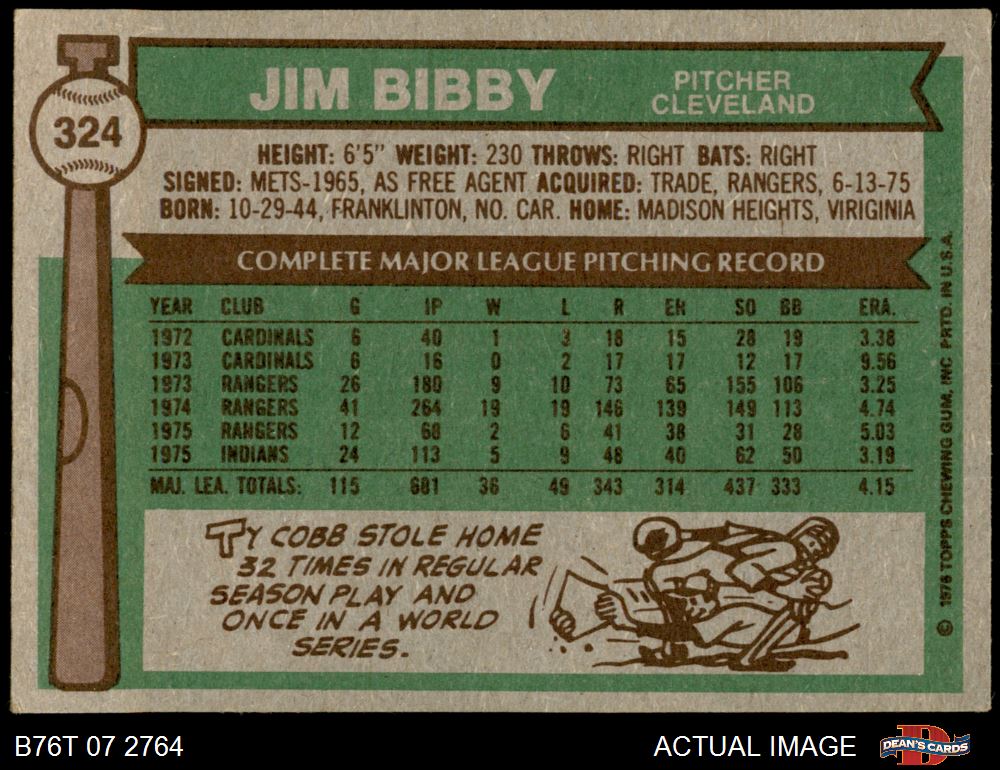 324
JIM BIBBY
PITCHER
CLEVELAND
HEIGHT: 6'5" WEIGHT: 230 THROWS: RIGHT BATS: RIGHT
SIGNED: METS-1965, AS FREE AGENT ACQUIRED: TRADE, RANGERS, 6-13-75
BORN: 10-29-44, FRANKLINTON, NO. CAR. HOME: MADISON HEIGHTS, VIRIGINIA
COMPLETE MAJOR LEAGUE PITCHING RECORD
YEAR CLUB G IP W L R ER SO BB ERA.
1972 CARDINALS 6 40 1 3 18 15 28 19 3.38
1973 CARDINALS 6 16 0 2 17 17 12 17 9.56
1973 RANGERS 26 180 9 10 73 65 155 106 3.25
1974 RANGERS 41 264 19 19 146 139 149 113 4.74
1975 RANGERS 12 68 2 6 41 38 31 28 5.03
1975 INDIANS 24 113 5 9 48 40 62 50 3.19
MAJ. LEA. TOTALS: 115 681 36 49 343 314 437 333 4.15
TY COBB STOLE HOME
32 TIMES IN REGULAR
SEASON PLAY AND
ONCE IN A WORLD
SERIES.
© 1976 TOPPS CHEWING GUM, INC PRTD. IN U.S.A.
B76T 07 2764
ACTUAL IMAGE
DEAN'S CARDS